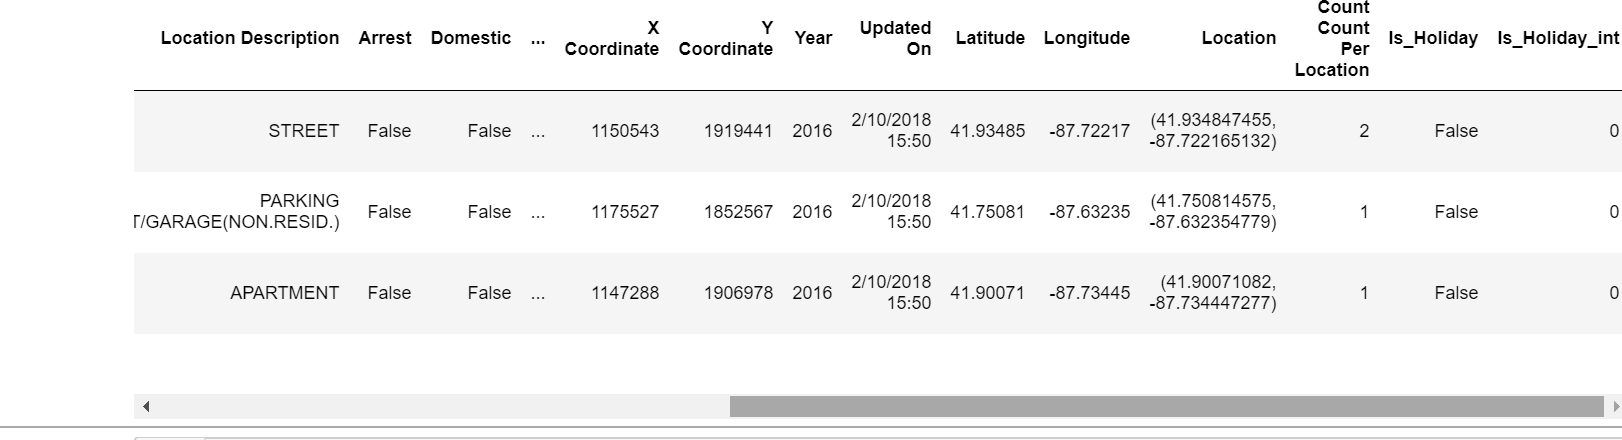 Location Description Arrest Domestic ... X Coordinate Y Coordinate Year Updated On Latitude Longitude Location Count Count Per Location Is_Holiday Is_Holiday_int
STREET False False ... 1150543 1919441 2016 2/10/2018 15:50 41.93485 -87.72217 (41.934847455, -87.722165132) 2 False 0
PARKING T/GARAGE(NON.RESID.) False False ... 1175527 1852567 2016 2/10/2018 15:50 41.75081 -87.63235 (41.750814575, -87.632354779) 1 False 0
APARTMENT False False ... 1147288 1906978 2016 2/10/2018 15:50 41.90071 -87.73445 (41.90071082, -87.734447277) 1 False 0